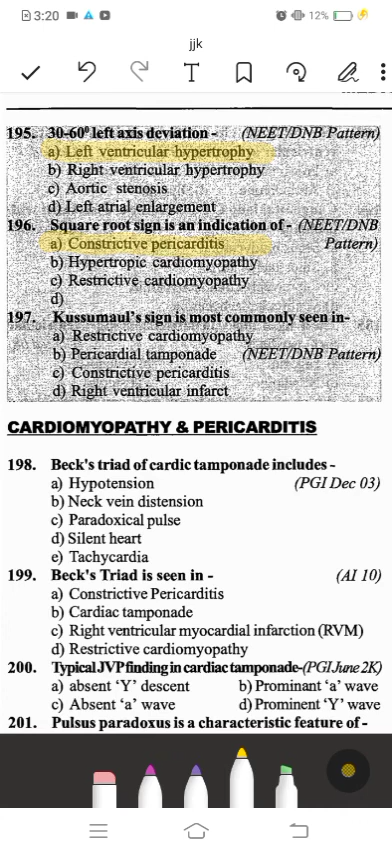 3:20
12%
jjk
T
195. 30-60⁰ left axis deviation - (NEET/DNB Pattern)
a) Left ventricular hypertrophy
b) Right ventricular hypertrophy
c) Aortic stenosis
d) Left atrial enlargement
196. Square root sign is an indication of - (NEET/DNB
a) Constrictive pericarditis Pattern)
b) Hypertropic cardiomyopathy
c) Restrictive cardiomyopathy
d)
197. Kussumaul's sign is most commonly seen in-
a) Restrictive cardiomyopathy
b) Pericardial tamponade (NEET/DNB Pattern)
c) Constrictive pericarditis
d) Right ventricular infarct
CARDIOMYOPATHY & PERICARDITIS
198. Beck's triad of cardic tamponade includes -
a) Hypotension (PGI Dec 03)
b) Neck vein distension
c) Paradoxical pulse
d) Silent heart
e) Tachycardia
199. Beck's Triad is seen in - (AI 10)
a) Constrictive Pericarditis
b) Cardiac tamponade
c) Right ventricular myocardial infarction (RVM)
d) Restrictive cardiomyopathy
200. Typical JVP finding in cardiac tamponade-(PGI June 2K)
a) absent 'Y' descent b) Prominant 'a' wave
c) Absent 'a' wave d) Prominent 'Y' wave
201. Pulsus paradoxus is a characteristic feature of -